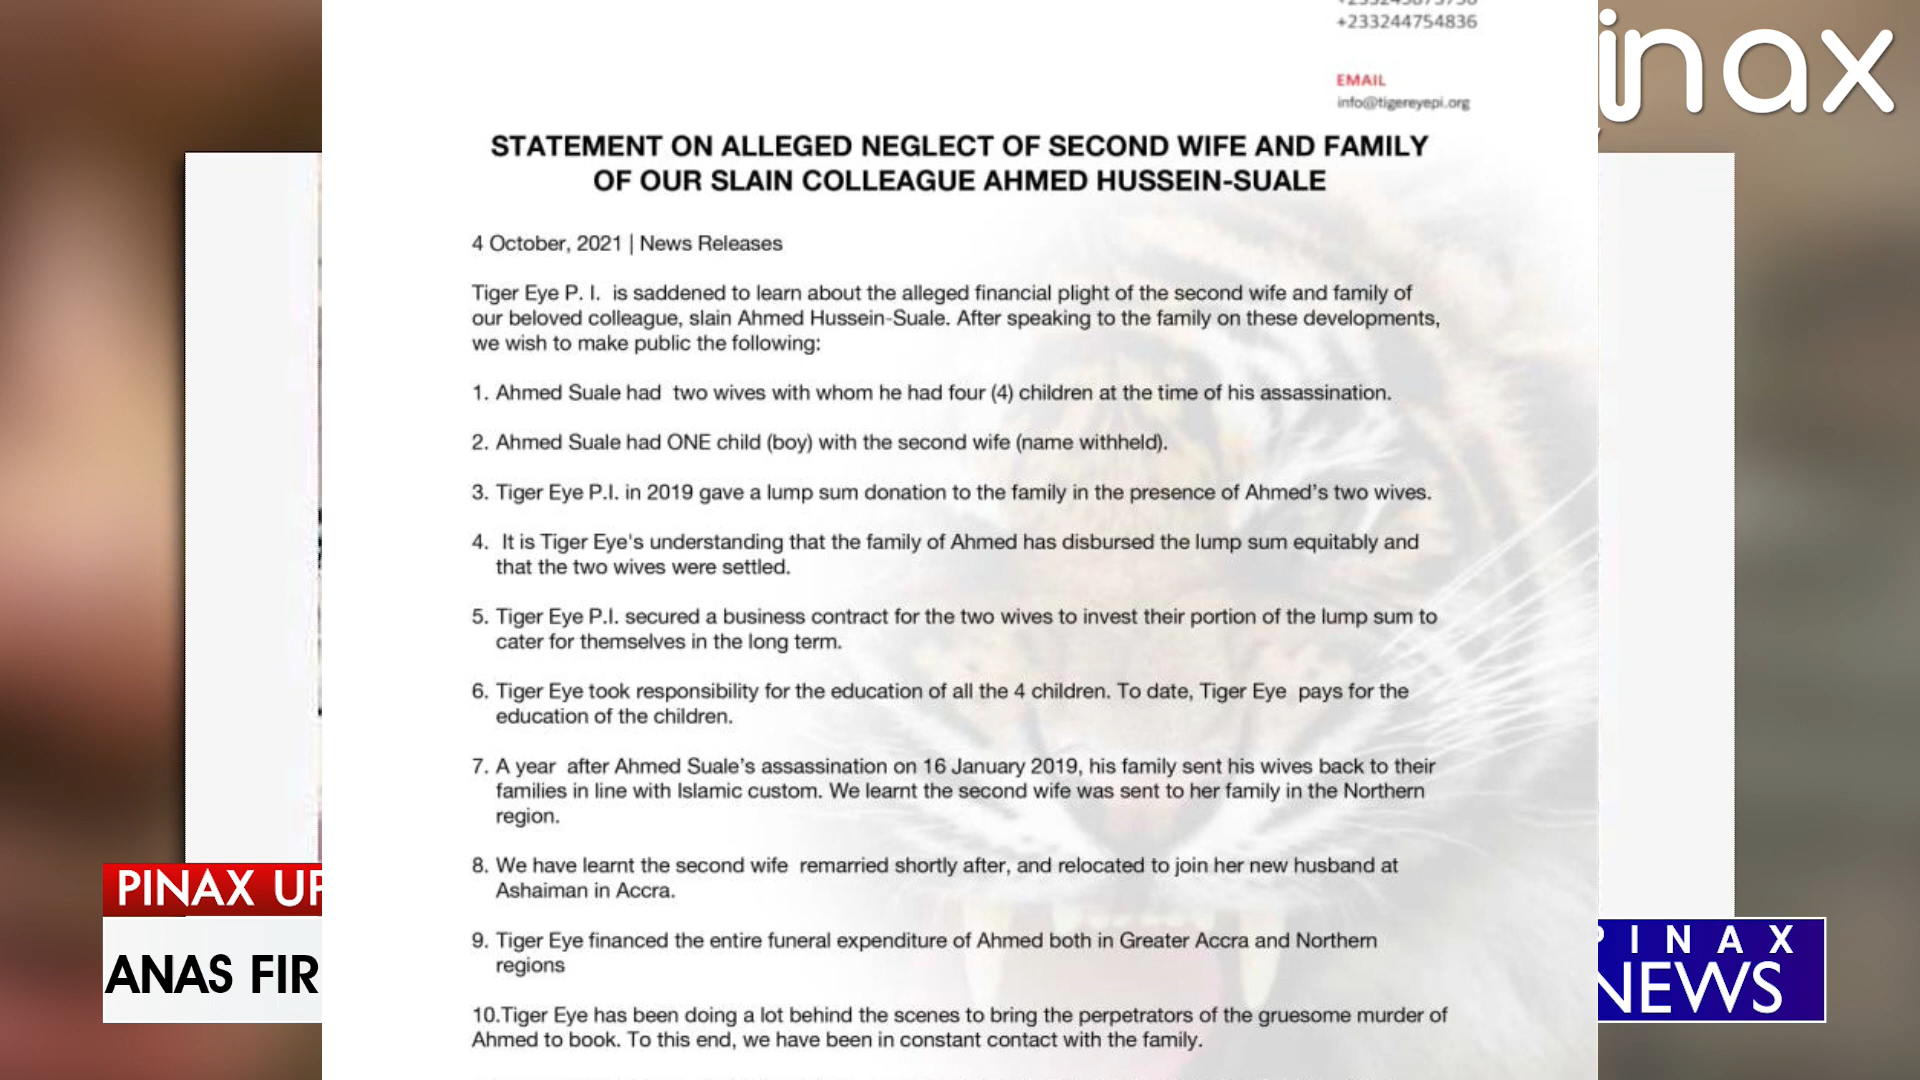 +233244754836
inax
EMAIL
info@tigereyepi.org
STATEMENT ON ALLEGED NEGLECT OF SECOND WIFE AND FAMILY
OF OUR SLAIN COLLEAGUE AHMED HUSSEIN-SUALE
4 October, 2021 | News Releases
Tiger Eye P. I. is saddened to learn about the alleged financial plight of the second wife and family of
our beloved colleague, slain Ahmed Hussein-Suale. After speaking to the family on these developments,
we wish to make public the following:
1. Ahmed Suale had two wives with whom he had four (4) children at the time of his assassination.
2. Ahmed Suale had ONE child (boy) with the second wife (name withheld).
3. Tiger Eye P.I. in 2019 gave a lump sum donation to the family in the presence of Ahmed's two wives.
4. It is Tiger Eye's understanding that the family of Ahmed has disbursed the lump sum equitably and
that the two wives were settled.
5. Tiger Eye P.I. secured a business contract for the two wives to invest their portion of the lump sum to
cater for themselves in the long term.
6. Tiger Eye took responsibility for the education of all the 4 children. To date, Tiger Eye pays for the
education of the children.
7. A year after Ahmed Suale's assassination on 16 January 2019, his family sent his wives back to their
families in line with Islamic custom. We learnt the second wife was sent to her family in the Northern
region.
8. We have learnt the second wife remarried shortly after, and relocated to join her new husband at
Ashaiman in Accra.
9. Tiger Eye financed the entire funeral expenditure of Ahmed both in Greater Accra and Northern
regions
10.Tiger Eye has been doing a lot behind the scenes to bring the perpetrators of the gruesome murder of
Ahmed to book. To this end, we have been in constant contact with the family.
PINAX UP
ANAS FIR
PINAX
NEWS